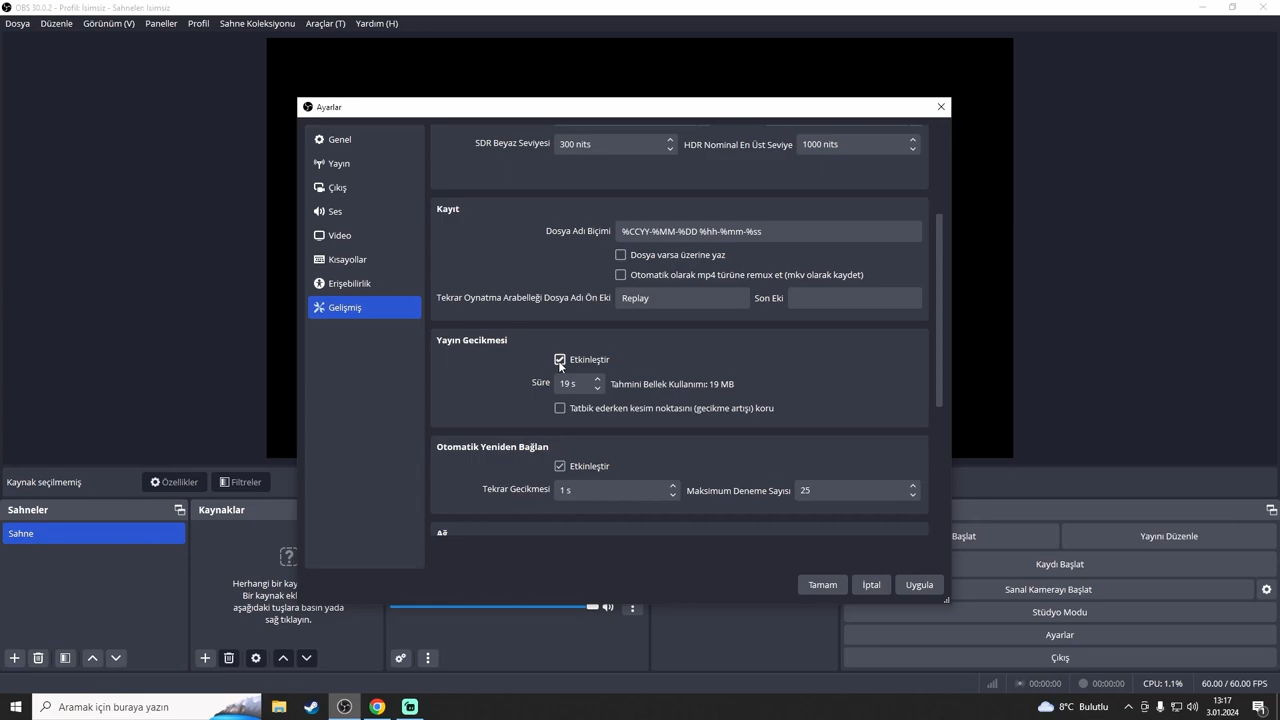 OBS 30.0.2 - Profil: İsimsiz - Sahneler: İsimsiz
Dosya Düzenle Görünüm (V) Paneller Profil Sahne Koleksiyonu Araçlar (T) Yardım (H)
Ayarlar
Genel
Yayın
Çıkış
Ses
Video
Kısayollar
Erişebilirlik
Gelişmiş
SDR Beyaz Seviyesi 300 nits HDR Nominal En Üst Seviye 1000 nits
Kayıt
Dosya Adı Biçimi %CCYY-%MM-%DD %hh-%mm-%ss
Dosya varsa üzerine yaz
Otomatik olarak mp4 türüne remux et (mkv olarak kaydet)
Tekrar Oynatma Arabelleği Dosya Adı Ön Eki Replay Son Eki
Yayın Gecikmesi
Etkinleştir
Süre 19 s Tahmini Bellek Kullanımı: 19 MB
Tatbik ederken kesim noktasını (gecikme artışı) koru
Otomatik Yeniden Bağlan
Etkinleştir
Tekrar Gecikmesi 1 s Maksimum Deneme Sayısı 25
Ağ
Tamam İptal Uygula
Kaynak seçilmemiş Özellikler Filtreler
Sahneler
Sahne
Kaynaklar
Herhangi bir kay
Bir kaynak ekl
aşağıdaki tuşlara basın yada
sağ tıklayın.
Başlat Yayını Düzenle
Kaydı Başlat
Sanal Kamerayı Başlat
Stüdyo Modu
Ayarlar
Çıkış
00:00:00 00:00:00 CPU: 1.1% 60.00 / 60.00 FPS
Aramak için buraya yazın
8°C Bulutlu
13:17
3.01.2024